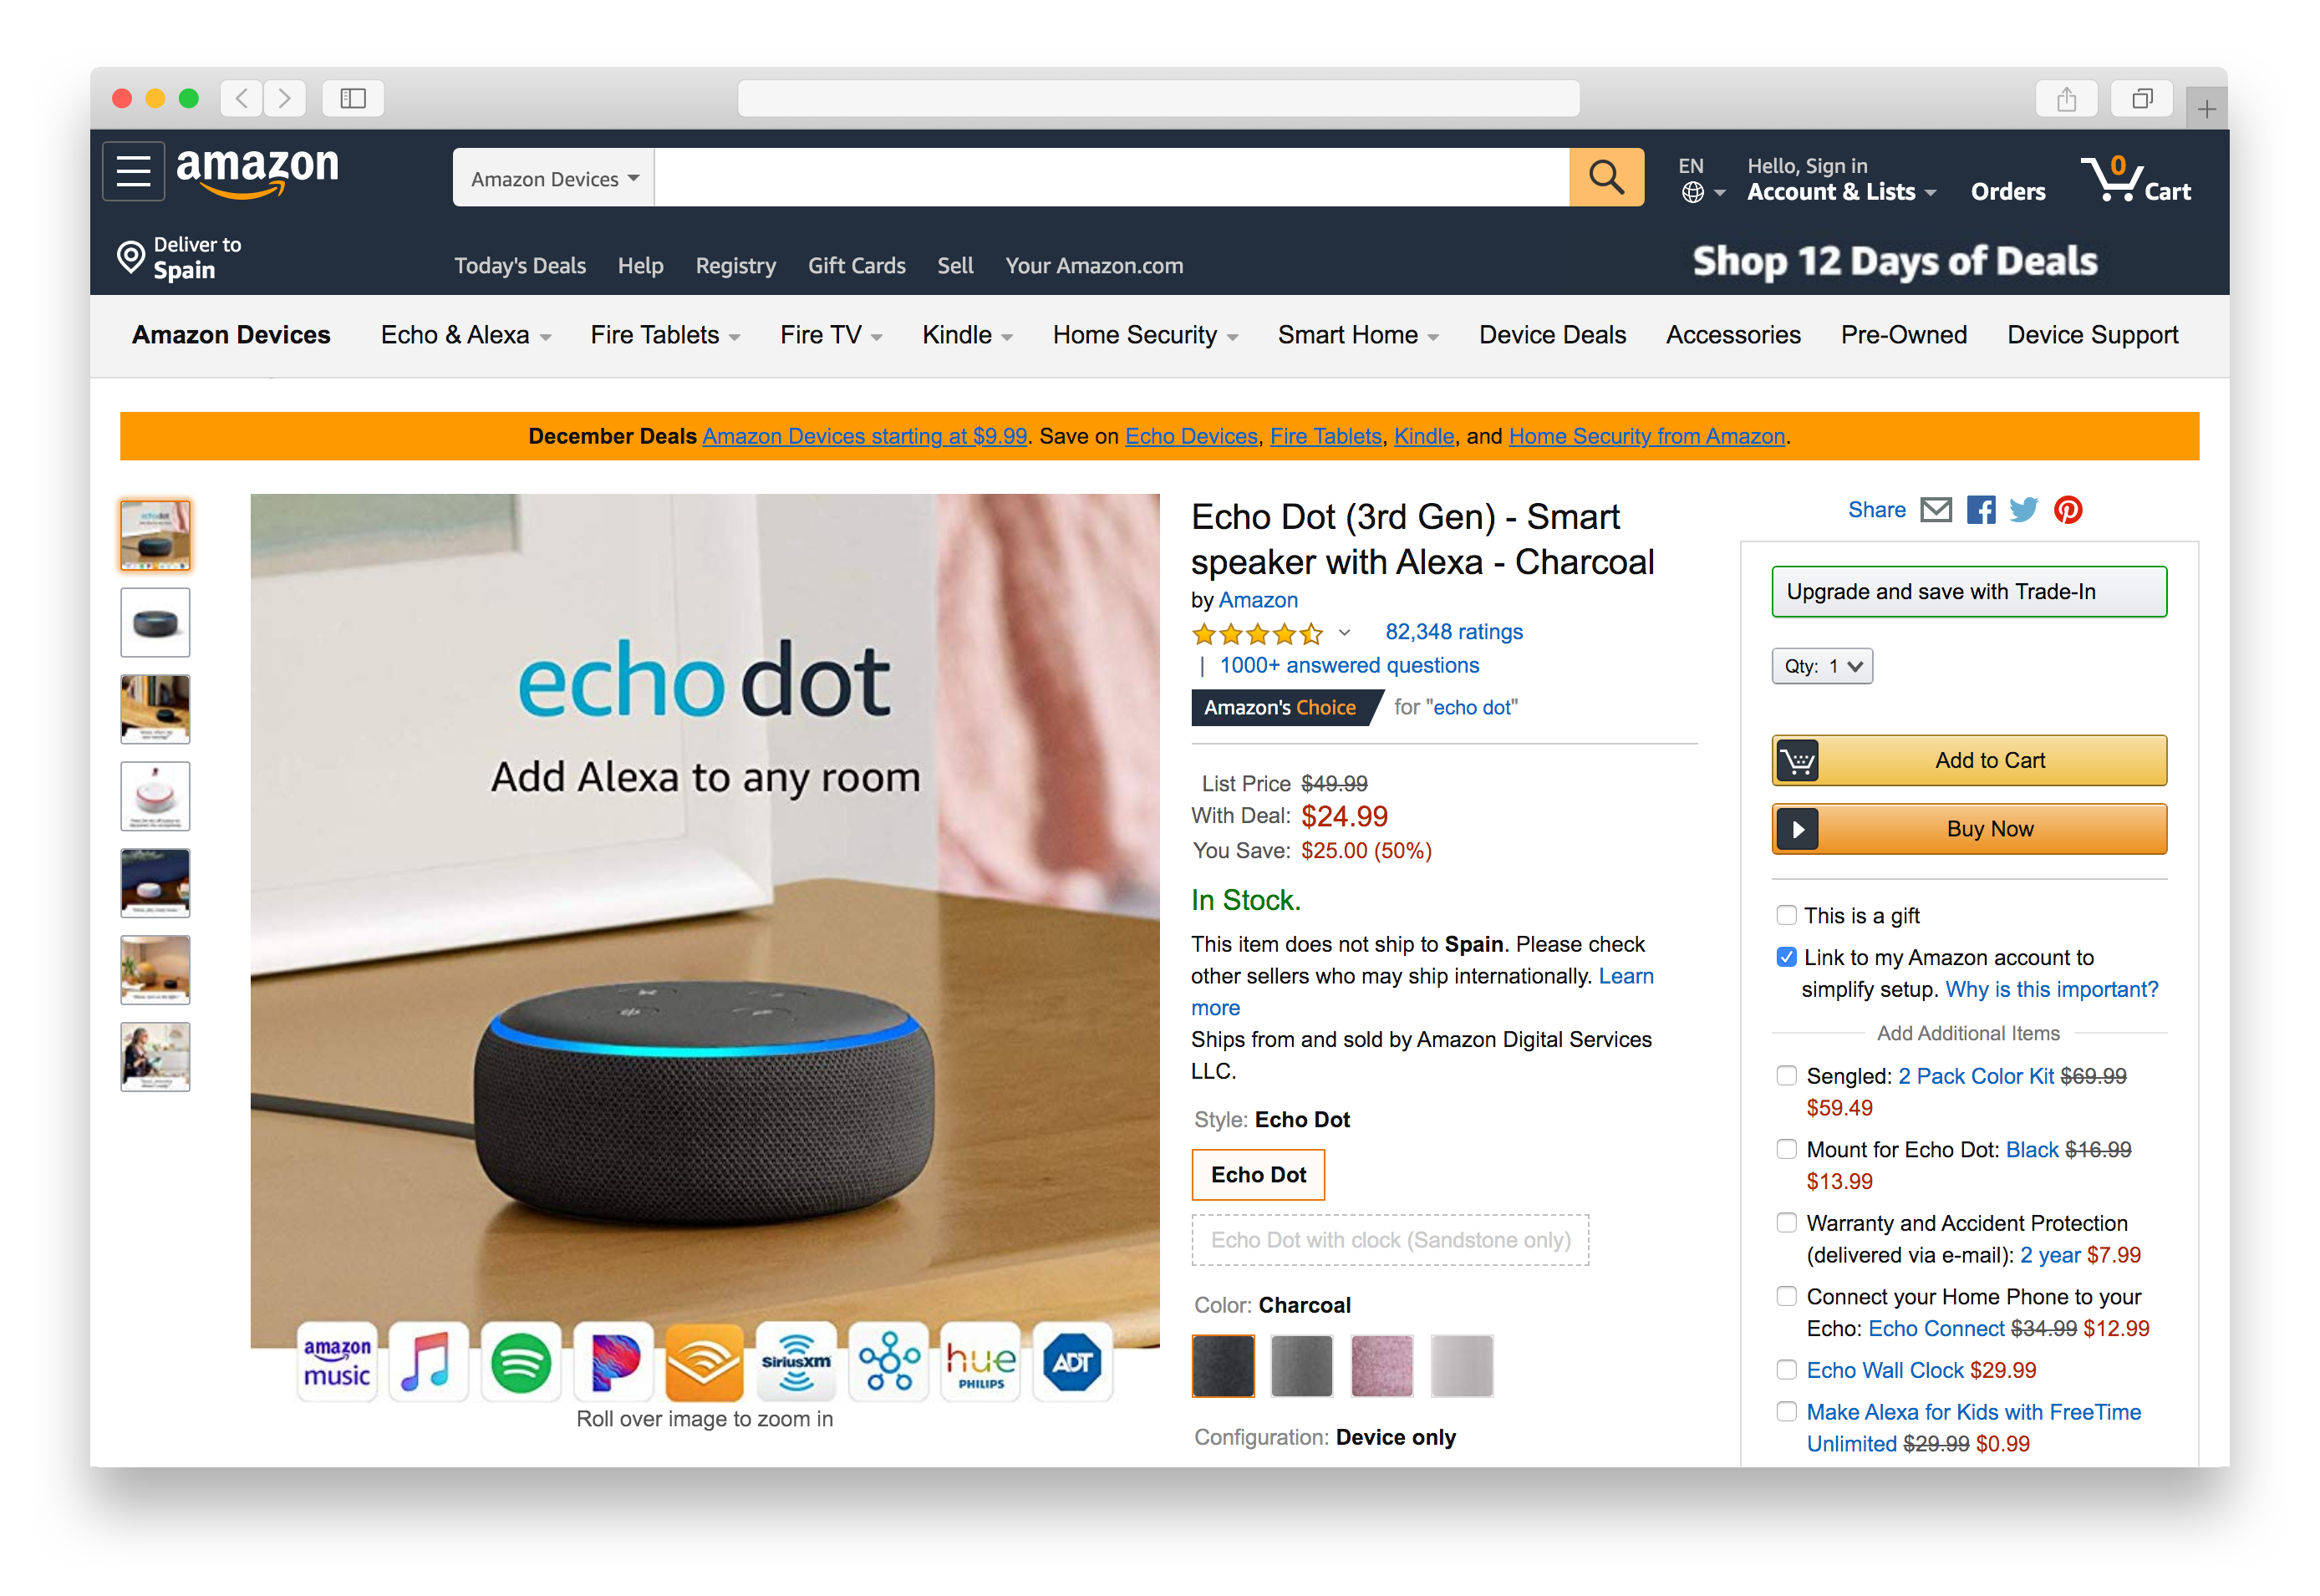 amazon
Amazon Devices
EN
Hello, Sign in
Account & Lists
Orders
0
Cart
Deliver to
Spain
Today's Deals Help Registry Gift Cards Sell Your Amazon.com
Shop 12 Days of Deals
Amazon Devices Echo & Alexa Fire Tablets Fire TV Kindle Home Security Smart Home Device Deals Accessories Pre-Owned Device Support
December Deals Amazon Devices starting at $9.99. Save on Echo Devices, Fire Tablets, Kindle, and Home Security from Amazon.
echo dot
Add Alexa to any room
amazon music
SiriusXM
hue
PHILIPS
ADT
Roll over image to zoom in
Echo Dot (3rd Gen) - Smart
speaker with Alexa - Charcoal
by Amazon
82,348 ratings
| 1000+ answered questions
Amazon's Choice for "echo dot"
List Price $49.99
With Deal: $24.99
You Save: $25.00 (50%)
In Stock.
This item does not ship to Spain. Please check
other sellers who may ship internationally. Learn
more
Ships from and sold by Amazon Digital Services
LLC.
Style: Echo Dot
Echo Dot
Echo Dot with clock (Sandstone only)
Color: Charcoal
Configuration: Device only
Share
Upgrade and save with Trade-In
Qty: 1
Add to Cart
Buy Now
This is a gift
Link to my Amazon account to
simplify setup. Why is this important?
Add Additional Items
Sengled: 2 Pack Color Kit $69.99
$59.49
Mount for Echo Dot: Black $16.99
$13.99
Warranty and Accident Protection
(delivered via e-mail): 2 year $7.99
Connect your Home Phone to your
Echo: Echo Connect $34.99 $12.99
Echo Wall Clock $29.99
Make Alexa for Kids with FreeTime
Unlimited $29.99 $0.99